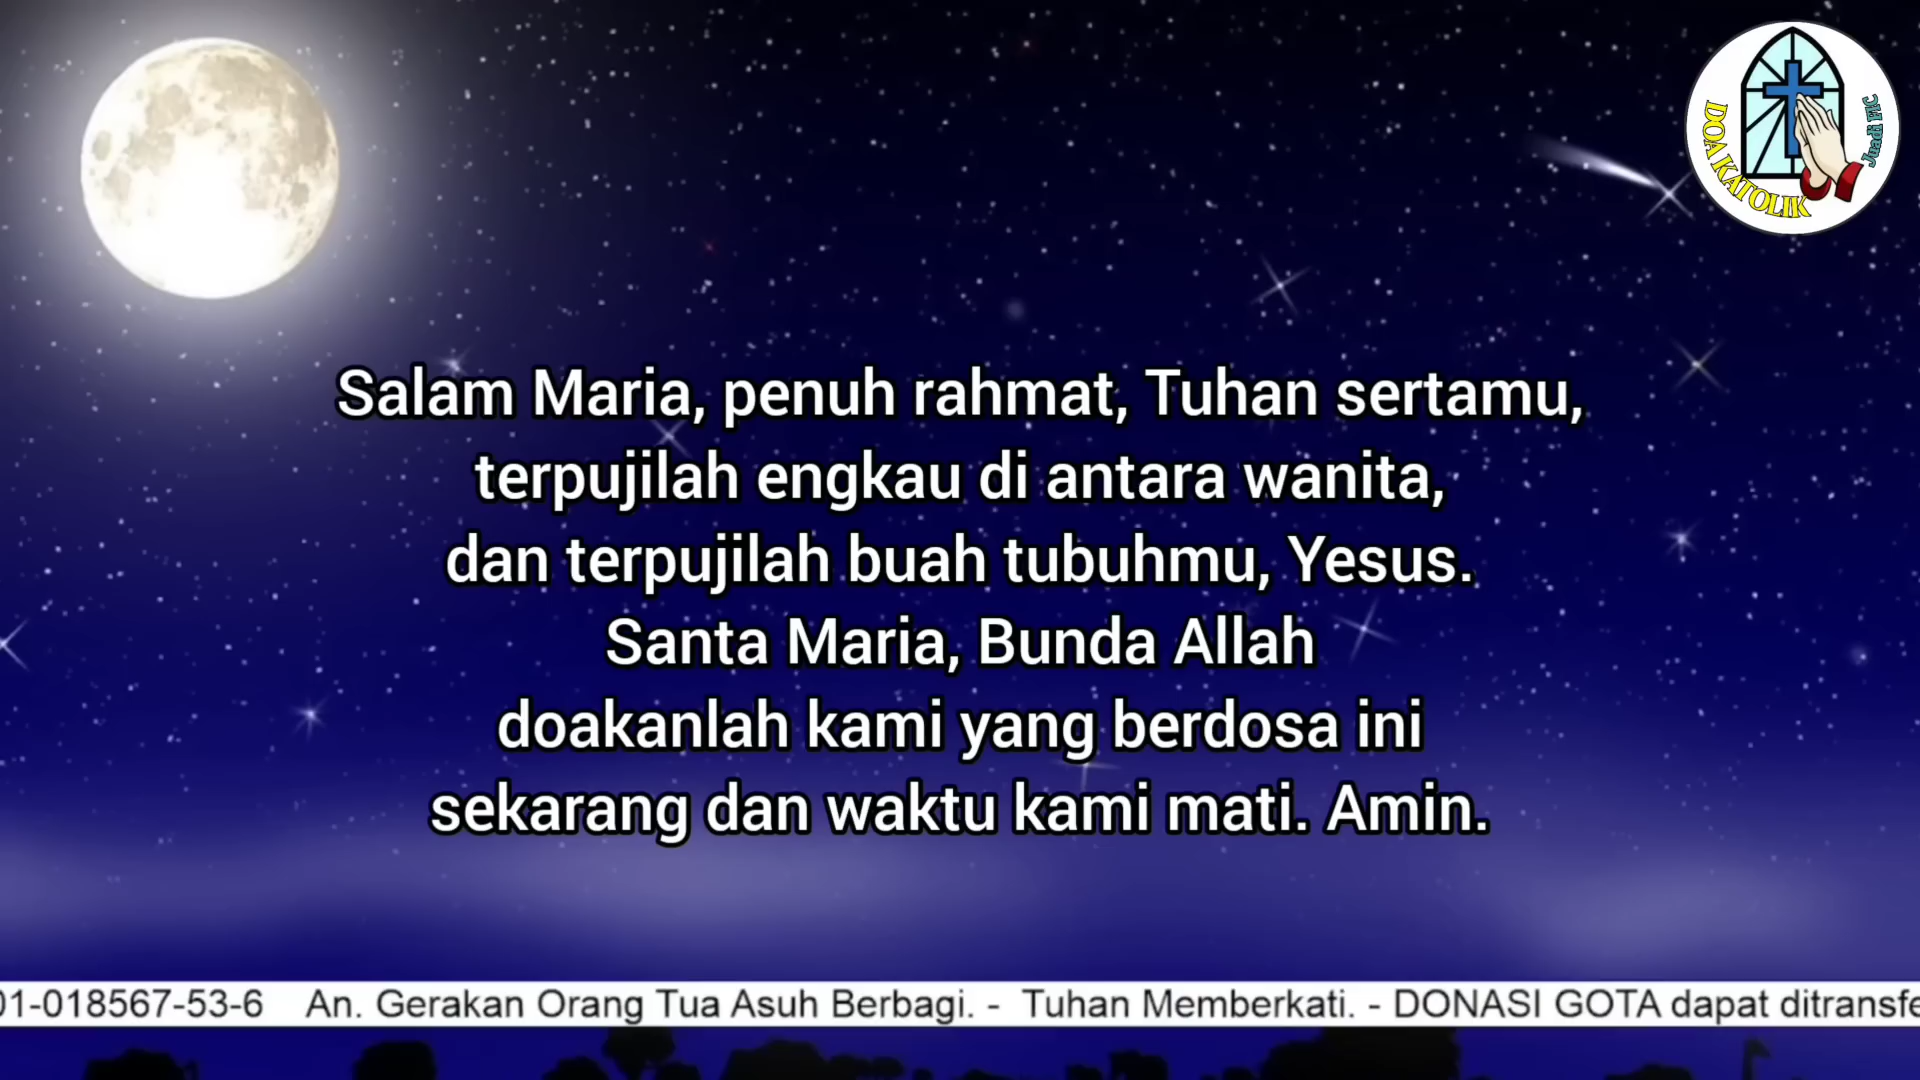 DOA KATOLIK
Juadi FIC
Salam Maria, penuh rahmat, Tuhan sertamu,
terpujilah engkau di antara wanita,
dan terpujilah buah tubuhmu, Yesus.
Santa Maria, Bunda Allah
doakanlah kami yang berdosa ini
sekarang dan waktu kami mati. Amin.
01-018567-53-6 An. Gerakan Orang Tua Asuh Berbagi. - Tuhan Memberkati. - DONASI GOTA dapat ditransfe